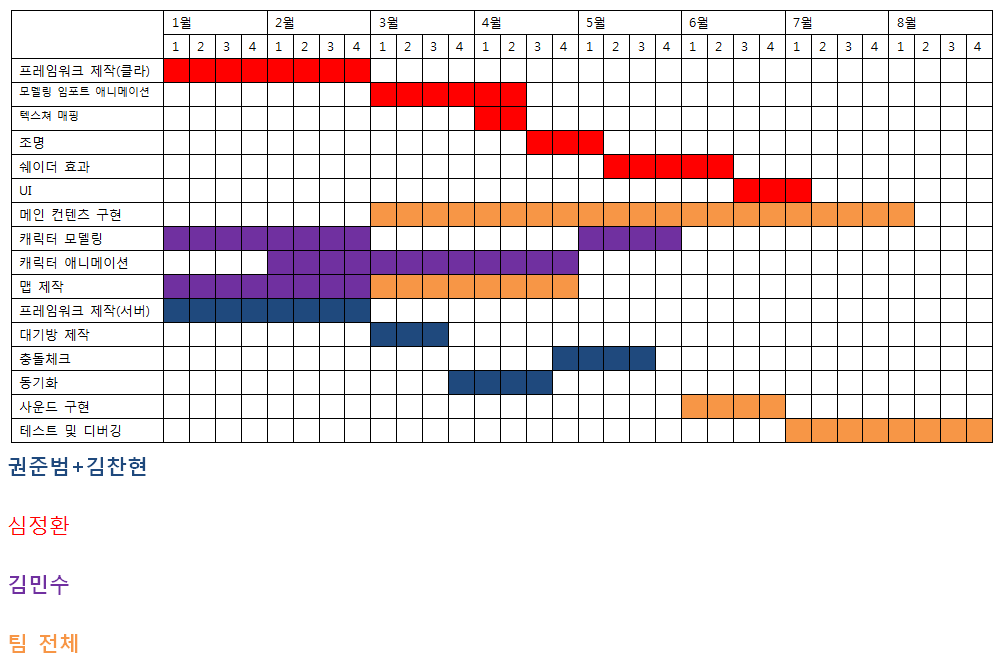 1월 2월 3월 4월 5월 6월 7월 8월
1 2 3 4 1 2 3 4 1 2 3 4 1 2 3 4 1 2 3 4 1 2 3 4 1 2 3 4 1 2 3 4
프레임워크 제작(클라)
모델링 임포트 애니메이션
텍스쳐 매핑
조명
쉐이더 효과
UI
메인 컨텐츠 구현
캐릭터 모델링
캐릭터 애니메이션
맵 제작
프레임워크 제작(서버)
대기방 제작
충돌체크
동기화
사운드 구현
테스트 및 디버깅
권준범+김찬현
심정환
김민수
팀 전체